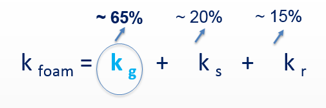 ~ 65% ~ 20% ~ 15%
k foam = k g + k s + k r